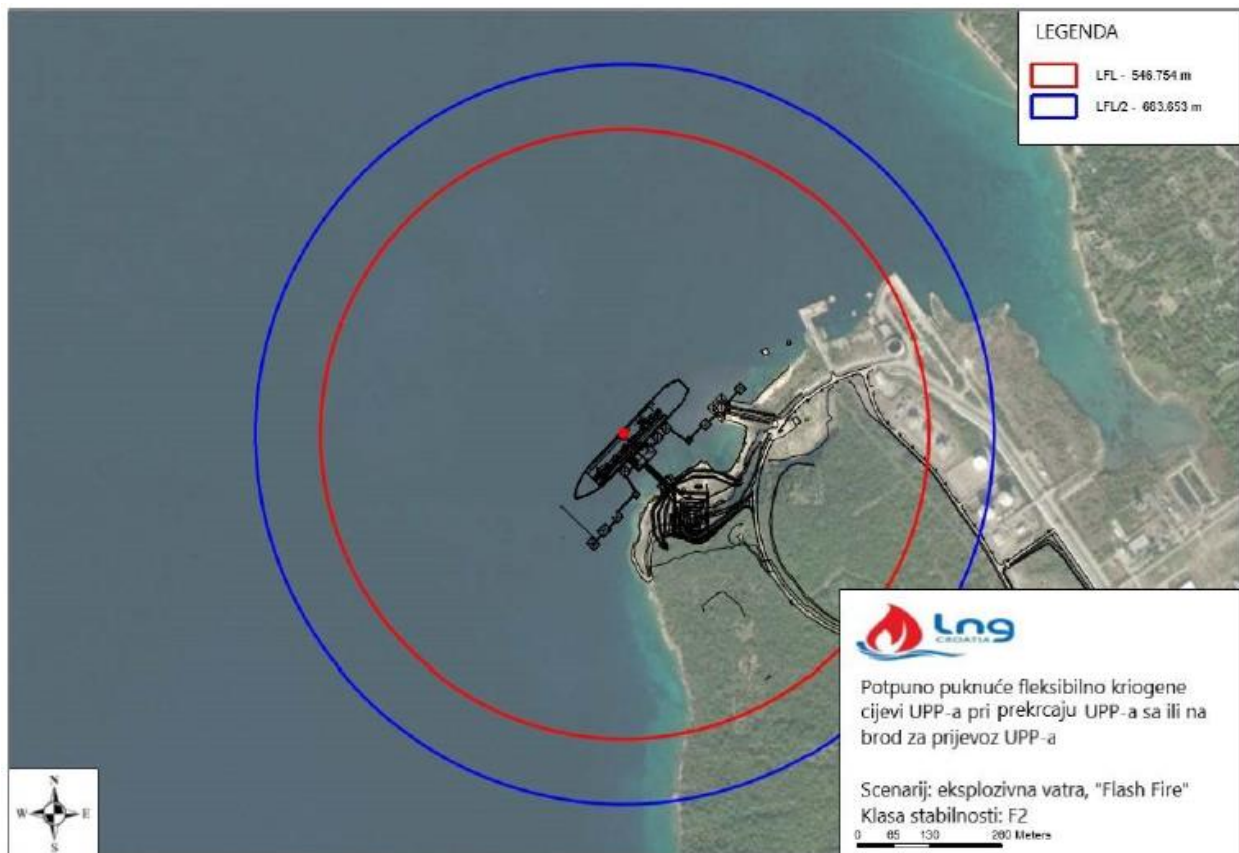 LEGENDA
LFL - 546.754 m
LFL/2 - 663.653 m
Lng
CROATIA
Potpuno puknuće fleksibilno kriogene
cijevi UPP-a pri prekrcaju UPP-a sa ili na
brod za prijevoz UPP-a
Scenarij: eksplozivna vatra, "Flash Fire"
Klasa stabilnosti: F2
0 65 130 260 Meters
N
W E
S